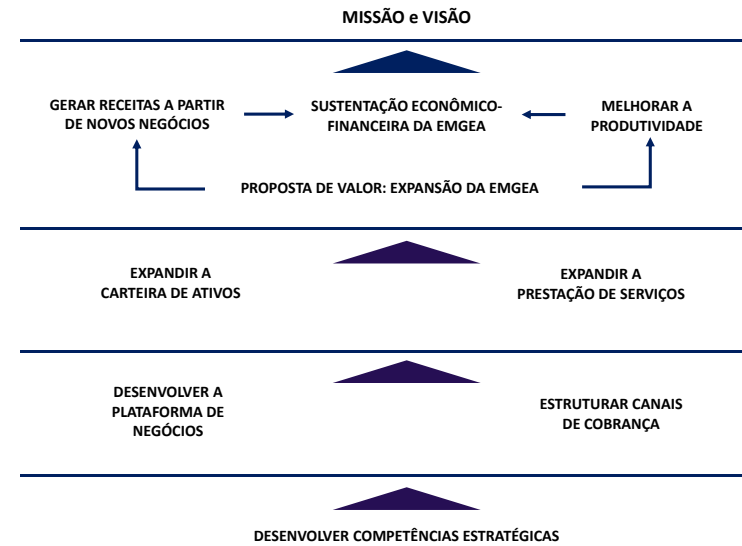 MISSÃO e VISÃO
GERAR RECEITAS A PARTIR
DE NOVOS NEGÓCIOS
SUSTENTAÇÃO ECONÔMICO-
FINANCEIRA DA EMGEA
MELHORAR A
PRODUTIVIDADE
PROPOSTA DE VALOR: EXPANSÃO DA EMGEA
EXPANDIR A
CARTEIRA DE ATIVOS
EXPANDIR A
PRESTAÇÃO DE SERVIÇOS
DESENVOLVER A
PLATAFORMA DE
NEGÓCIOS
ESTRUTURAR CANAIS
DE COBRANÇA
DESENVOLVER COMPETÊNCIAS ESTRATÉGICAS